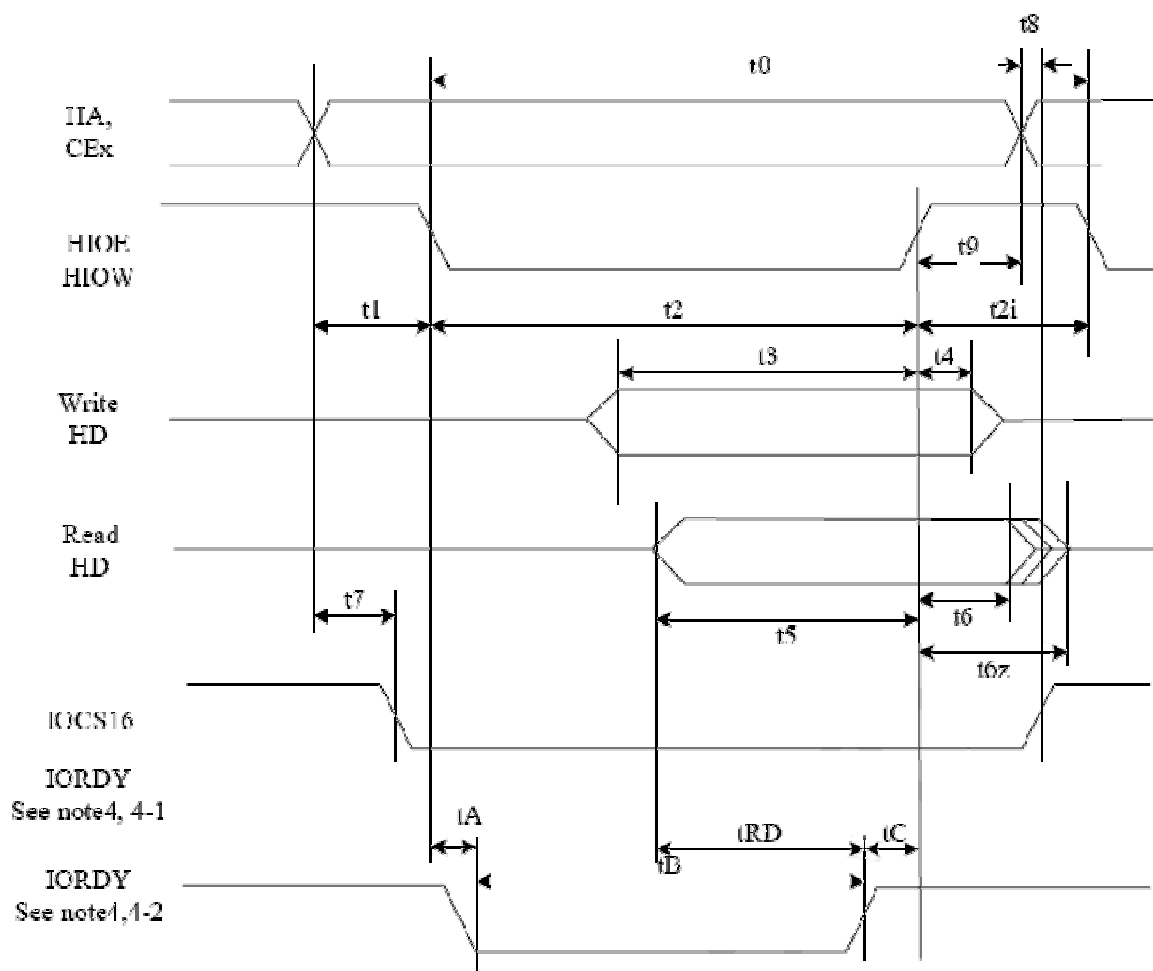 t8
t0
HA,
CEx
HIOE
HIOW
t9
t1
t2
t2i
t3
t4
Write
HD
Read
HD
t7
t5
t6
t6z
IOCS16
IORDY
See note4, 4-1
tA
tRD
tC
tB
IORDY
See note4,4-2